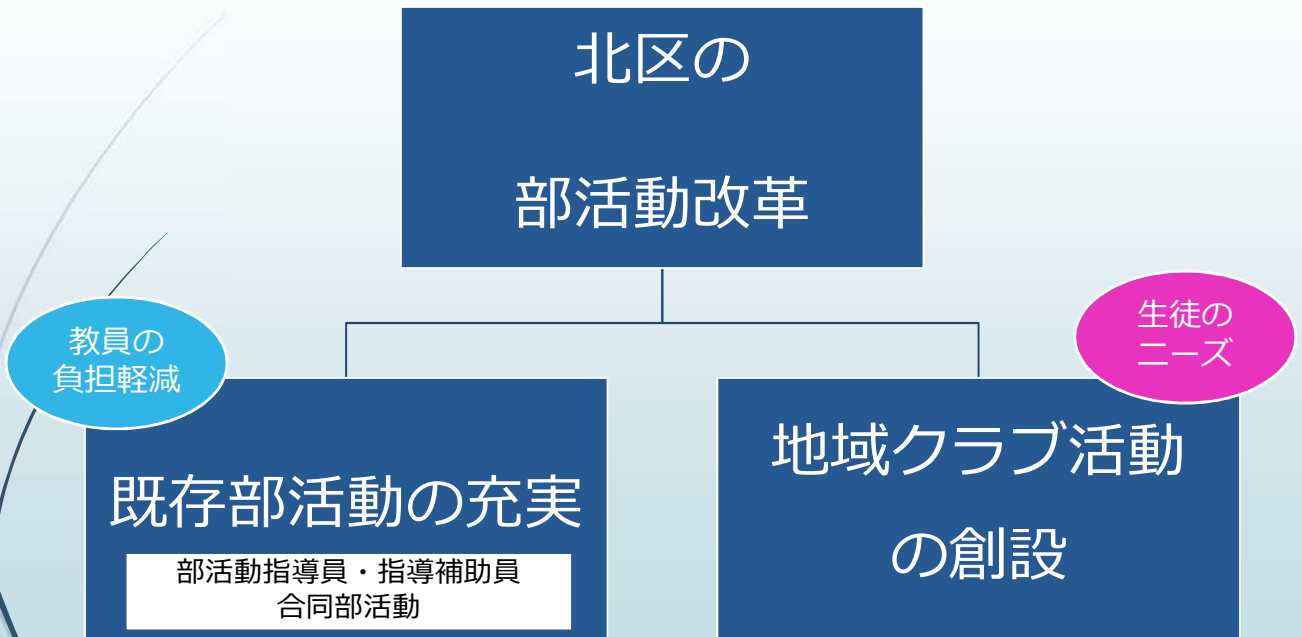 北区の
部活動改革
教員の
負担軽減
生徒の
ニーズ
既存部活動の充実
部活動指導員・指導補助員
合同部活動
地域クラブ活動
の創設